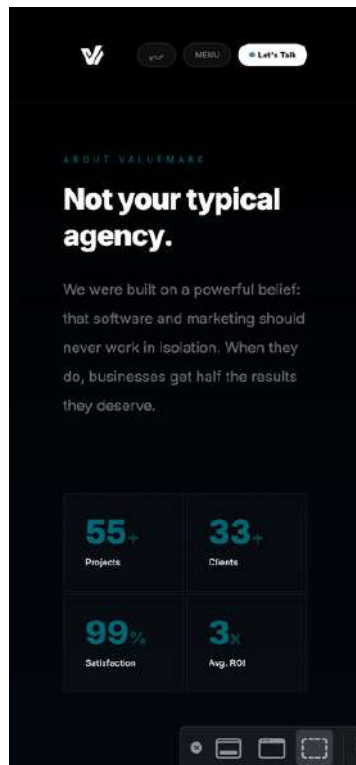 MENU
Let's Talk
ABOUT VALUEMARK
Not your typical
agency.
We were built on a powerful belief:
that software and marketing should
never work in isolation. When they
do, businesses get half the results
they deserve.
55+
33+
Projects
Clients
99%
3x
Satisfaction
Avg. ROI